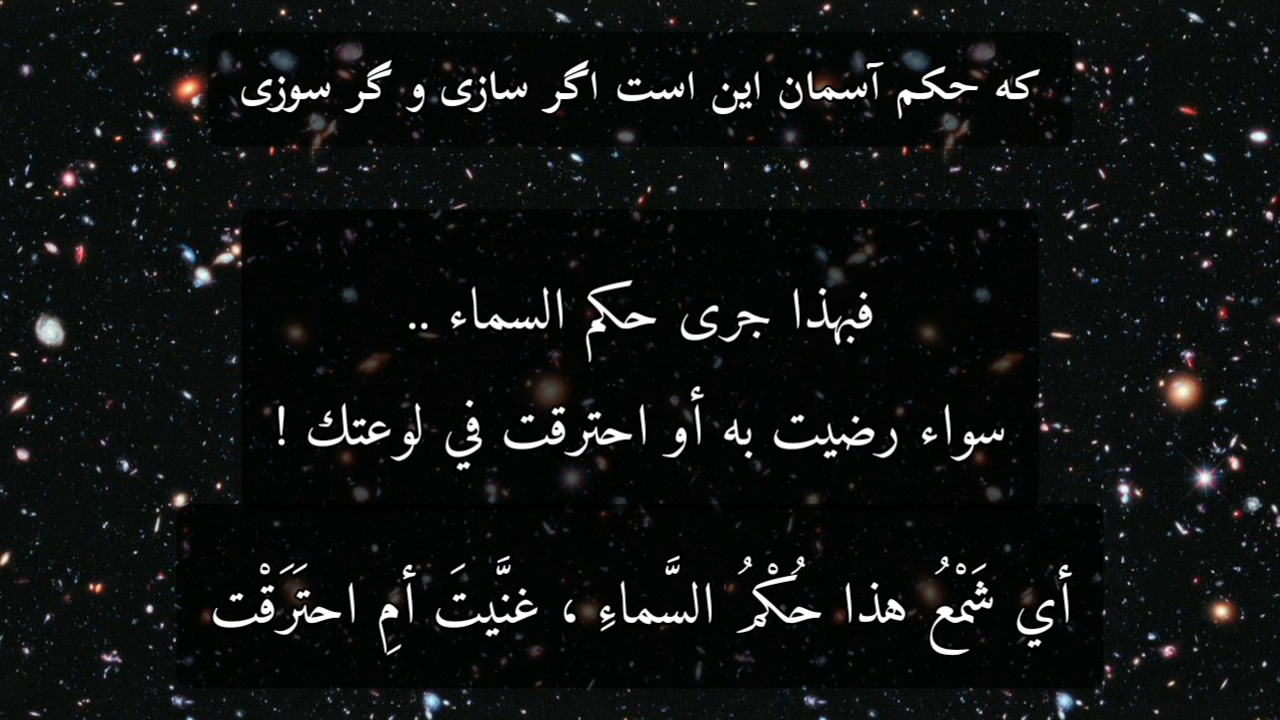 که حکم آسمان این است اگر سازی و گر سوزی
فبهذا جرى حكم السماء ..
سواء رضيت به أو احترقت في لوعتك !
أي شَمْعُ هذا حُكْمُ السَّماءِ ، غنَّيتَ أمِ احتَرَقْت